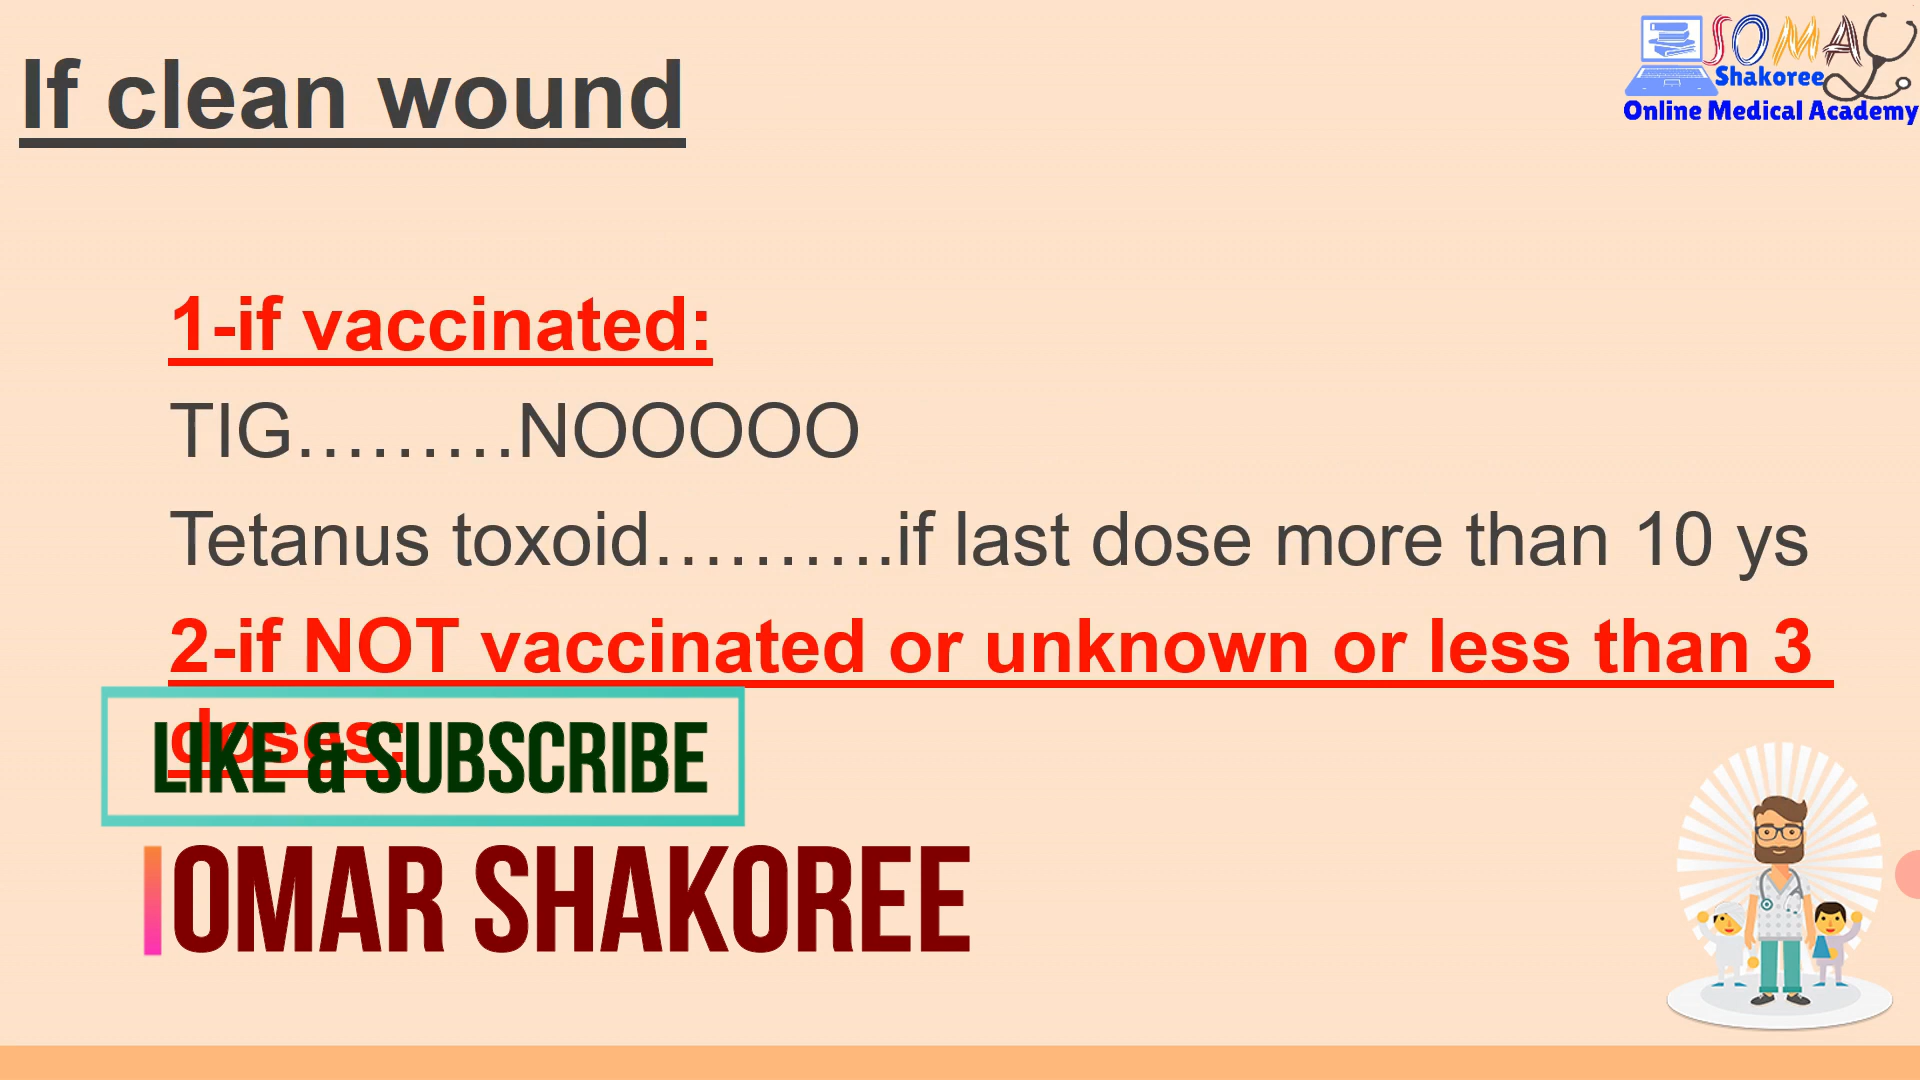 If clean wound
SOMA
Shakoree
Online Medical Academy
1-if vaccinated:
TIG.........NOOOOO
Tetanus toxoid..........if last dose more than 10 ys
2-if NOT vaccinated or unknown or less than 3
doses:
LIKE & SUBSCRIBE
OMAR SHAKOREE